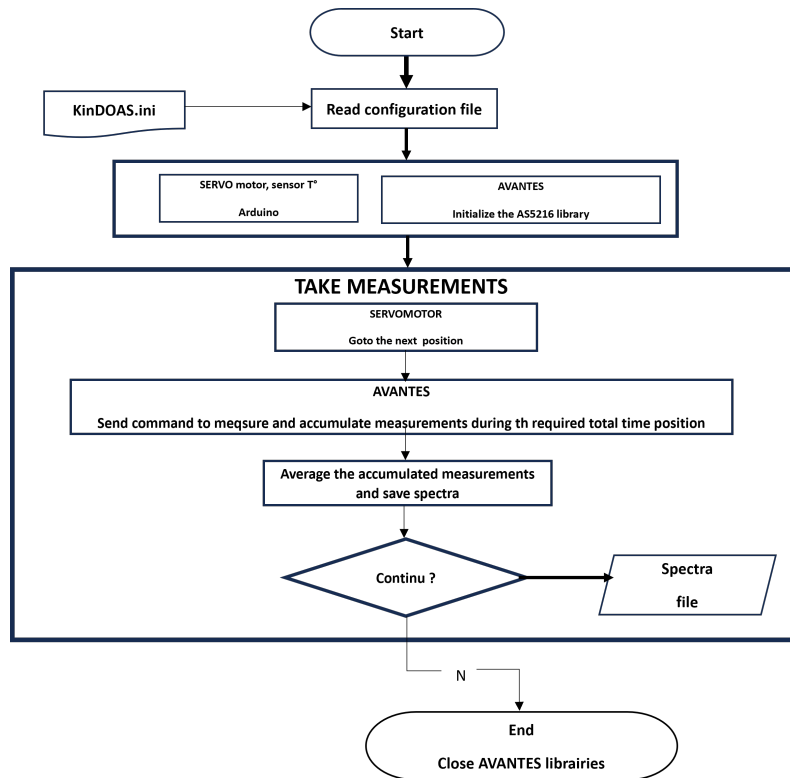 Start
KinDOAS.ini
Read configuration file
SERVO motor, sensor T°
Arduino
AVANTES
Initialize the AS5216 library
TAKE MEASUREMENTS
SERVOMOTOR
Goto the next position
AVANTES
Send command to meqsure and accumulate measurements during th required total time position
Average the accumulated measurements
and save spectra
Continu ?
Spectra
file
N
End
Close AVANTES librairies